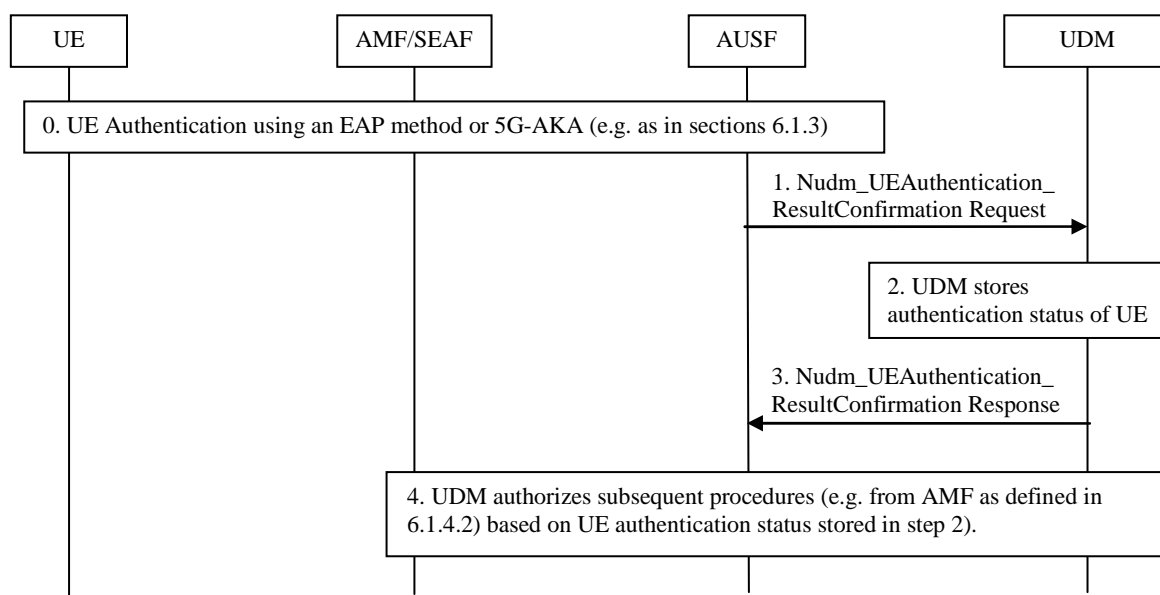 UE
AMF/SEAF
AUSF
UDM
0. UE Authentication using an EAP method or 5G-AKA (e.g. as in sections 6.1.3)
1. Nudm_UEAuthentication_
ResultConfirmation Request
2. UDM stores
authentication status of UE
3. Nudm_UEAuthentication_
ResultConfirmation Response
4. UDM authorizes subsequent procedures (e.g. from AMF as defined in
6.1.4.2) based on UE authentication status stored in step 2).